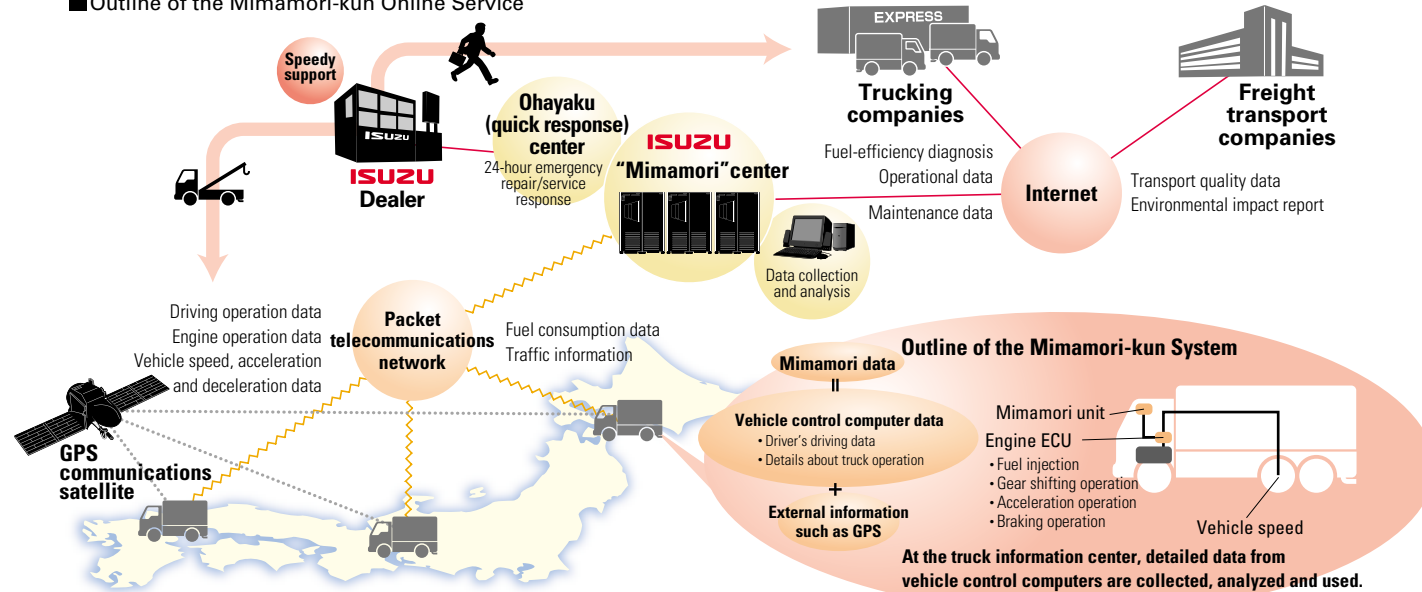 ■Outline of the Mimamori-kun Online Service
Speedy
support
ISUZU
ISUZU
Dealer
Ohayaku
(quick response)
center
24-hour emergency
repair/service
response
ISUZU
“Mimamori” center
Data collection
and analysis
EXPRESS
Trucking
companies
Freight
transport
companies
Fuel-efficiency diagnosis
Operational data
Maintenance data
Internet
Transport quality data
Environmental impact report
Driving operation data
Engine operation data
Vehicle speed, acceleration
and deceleration data
Packet
telecommunications
network
Fuel consumption data
Traffic information
GPS
communications
satellite
Outline of the Mimamori-kun System
Mimamori data
=
Vehicle control computer data
• Driver's driving data
• Details about truck operation
+
External information
such as GPS
Mimamori unit
Engine ECU
• Fuel injection
• Gear shifting operation
• Acceleration operation
• Braking operation
Vehicle speed
At the truck information center, detailed data from
vehicle control computers are collected, analyzed and used.